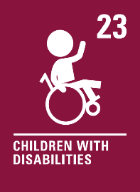 23
CHILDREN WITH
DISABILITIES